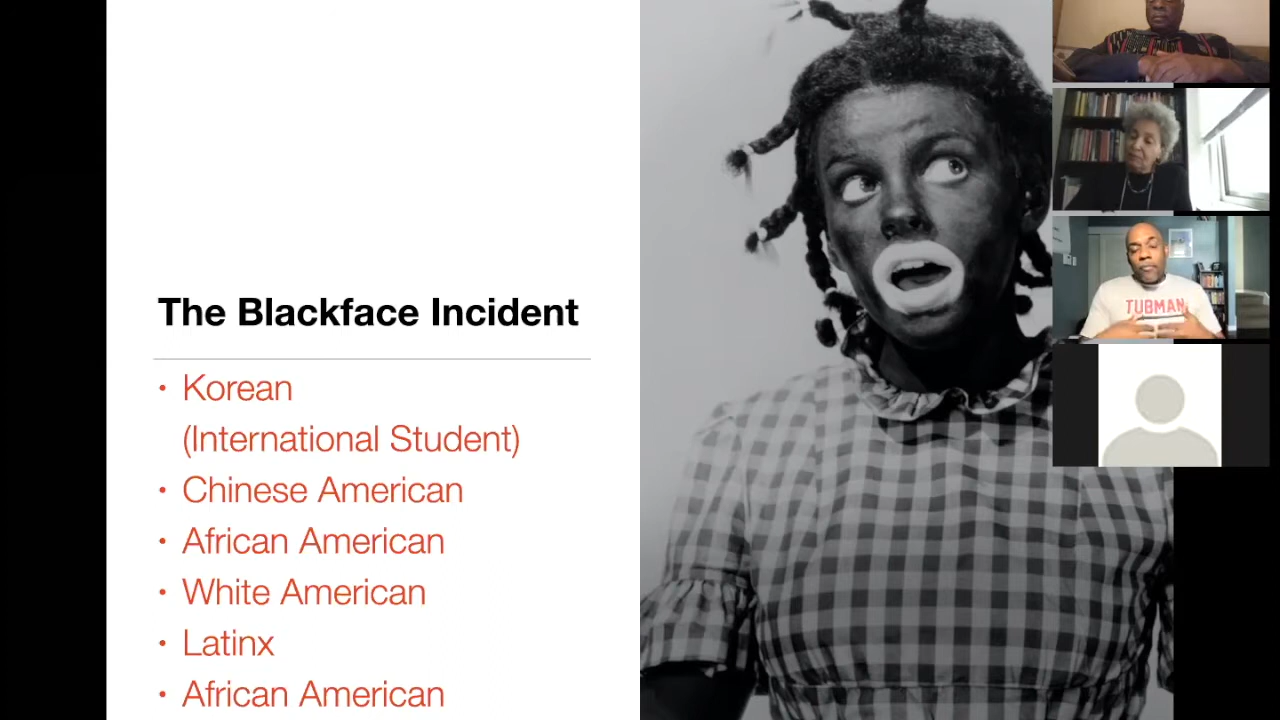 The Blackface Incident
• Korean
(International Student)
• Chinese American
• African American
• White American
• Latinx
• African American
TUBMAN